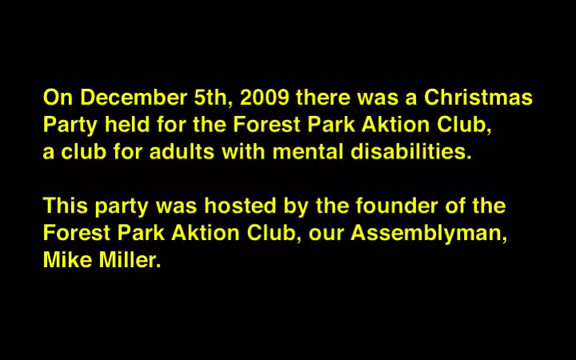 On December 5th, 2009 there was a Christmas
Party held for the Forest Park Aktion Club,
a club for adults with mental disabilities.
This party was hosted by the founder of the
Forest Park Aktion Club, our Assemblyman,
Mike Miller.